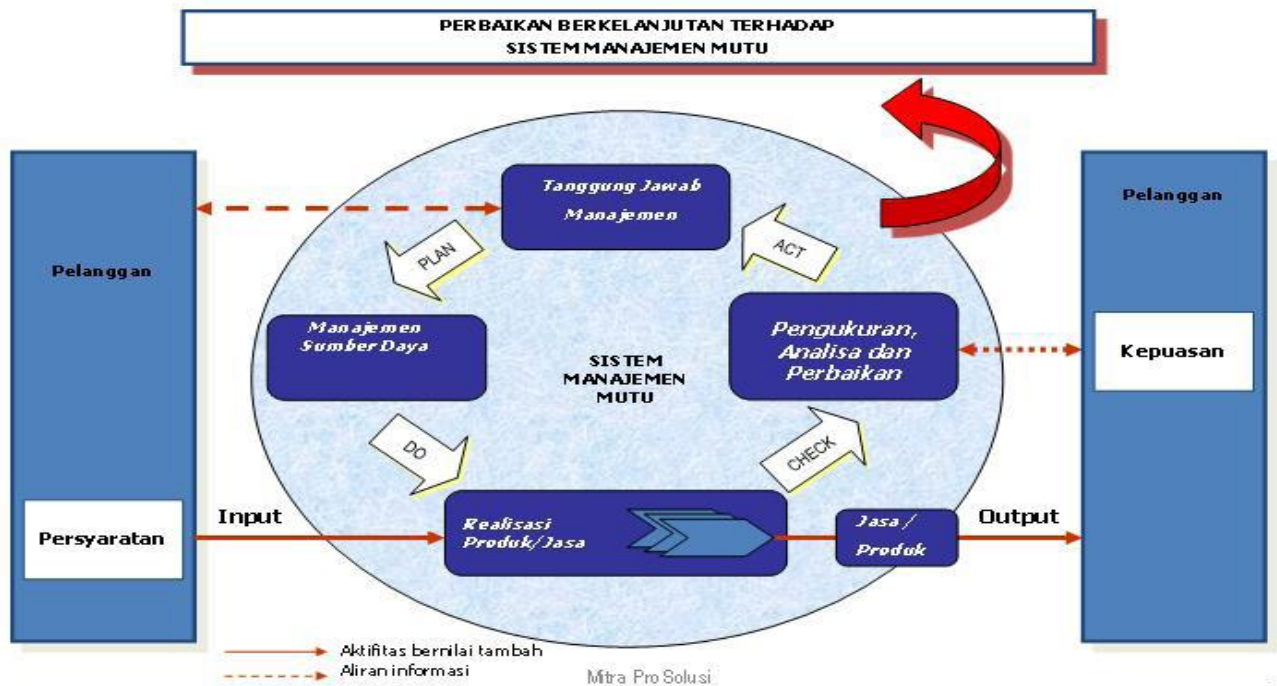 PERBAIKAN BERKELANJUTAN TERHADAP
SISTEM MANAJEMEN MUTU
Pelanggan
Persyaratan
Tanggung Jawab
Manajemen
PLAN
ACT
Manajemen
Sumber Daya
SISTEM
MANAJEMEN
MUTU
Pengukuran,
Analisa dan
Perbaikan
DO
CHECK
Input
Realisasi
Produk/Jasa
Jasa /
Produk
Output
Pelanggan
Kepuasan
Aktifitas bernilai tambah
Aliran informasi
Mitra Pro Solusi